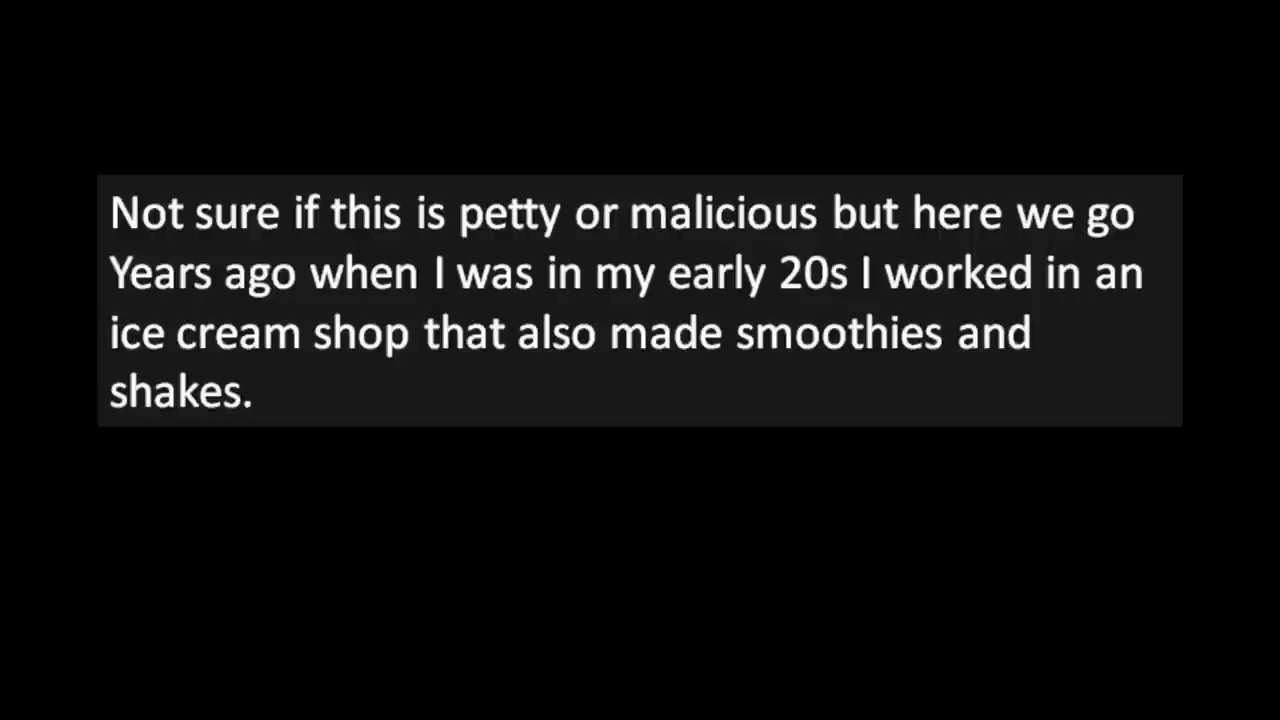 Not sure if this is petty or malicious but here we go
Years ago when I was in my early 20s I worked in an
ice cream shop that also made smoothies and
shakes.